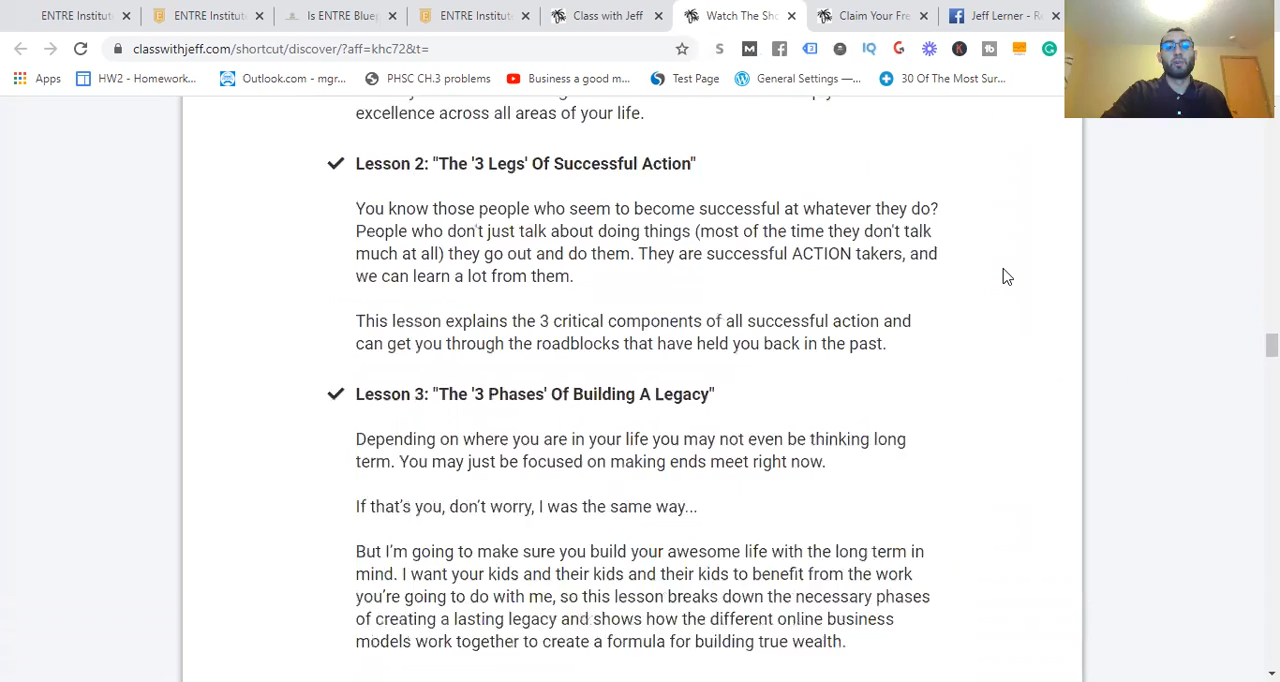 ENTRE Institut
ENTRE Institut
Is ENTRE Bluep
ENTRE Institut
Class with Jeff
Watch The Sho
Claim Your Fre
Jeff Lerner - R
classwithjeff.com/shortcut/discover/?aff=khc72&t=
Apps
HW2 - Homework...
Outlook.com - mgr...
PHSC CH.3 problems
Business a good m...
Test Page
General Settings —...
30 Of The Most Sur...
excellence across all areas of your life.
Lesson 2: "The '3 Legs' Of Successful Action"
You know those people who seem to become successful at whatever they do?
People who don't just talk about doing things (most of the time they don't talk
much at all) they go out and do them. They are successful ACTION takers, and
we can learn a lot from them.
This lesson explains the 3 critical components of all successful action and
can get you through the roadblocks that have held you back in the past.
Lesson 3: "The '3 Phases' Of Building A Legacy"
Depending on where you are in your life you may not even be thinking long
term. You may just be focused on making ends meet right now.
If that's you, don't worry, I was the same way...
But I'm going to make sure you build your awesome life with the long term in
mind. I want your kids and their kids and their kids to benefit from the work
you're going to do with me, so this lesson breaks down the necessary phases
of creating a lasting legacy and shows how the different online business
models work together to create a formula for building true wealth.